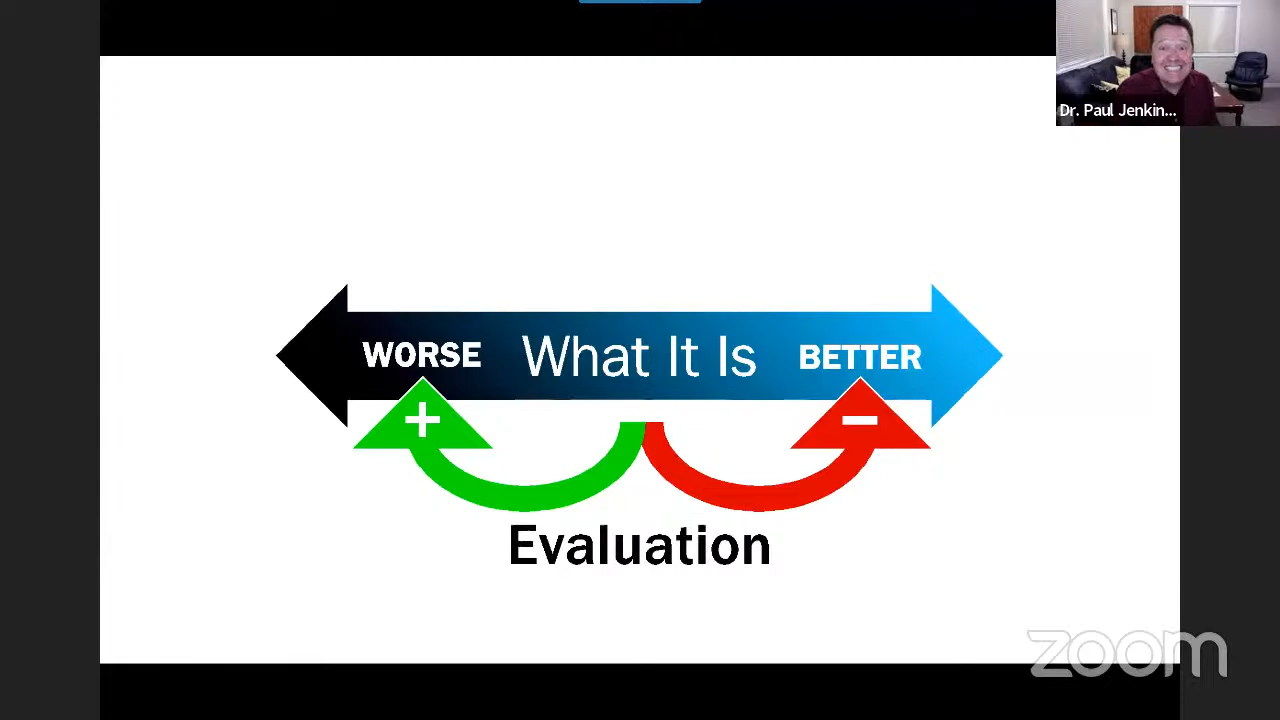 Dr. Paul Jenkin...
WORSE What It Is BETTER
+ −
Evaluation
zoom